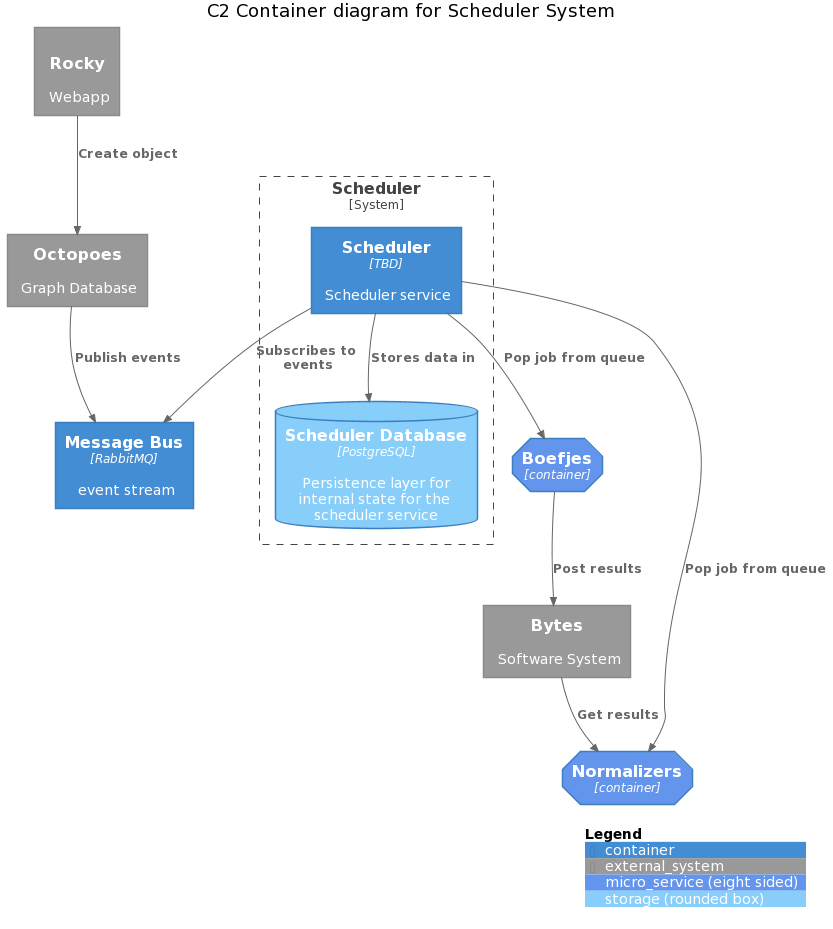 C2 Container diagram for Scheduler System
Rocky
Webapp
Create object
Octopoes
Graph Database
Publish events
Scheduler
[System]
Scheduler
[TBD]
Scheduler service
Subscribes to
events
Stores data in
Pop job from queue
Message Bus
[RabbitMQ]
event stream
Scheduler Database
[PostgreSQL]
Persistence layer for
internal state for the
scheduler service
Boefjes
[container]
Post results
Pop job from queue
Bytes
Software System
Get results
Normalizers
[container]
Legend
container
external_system
micro_service (eight sided)
storage (rounded box)